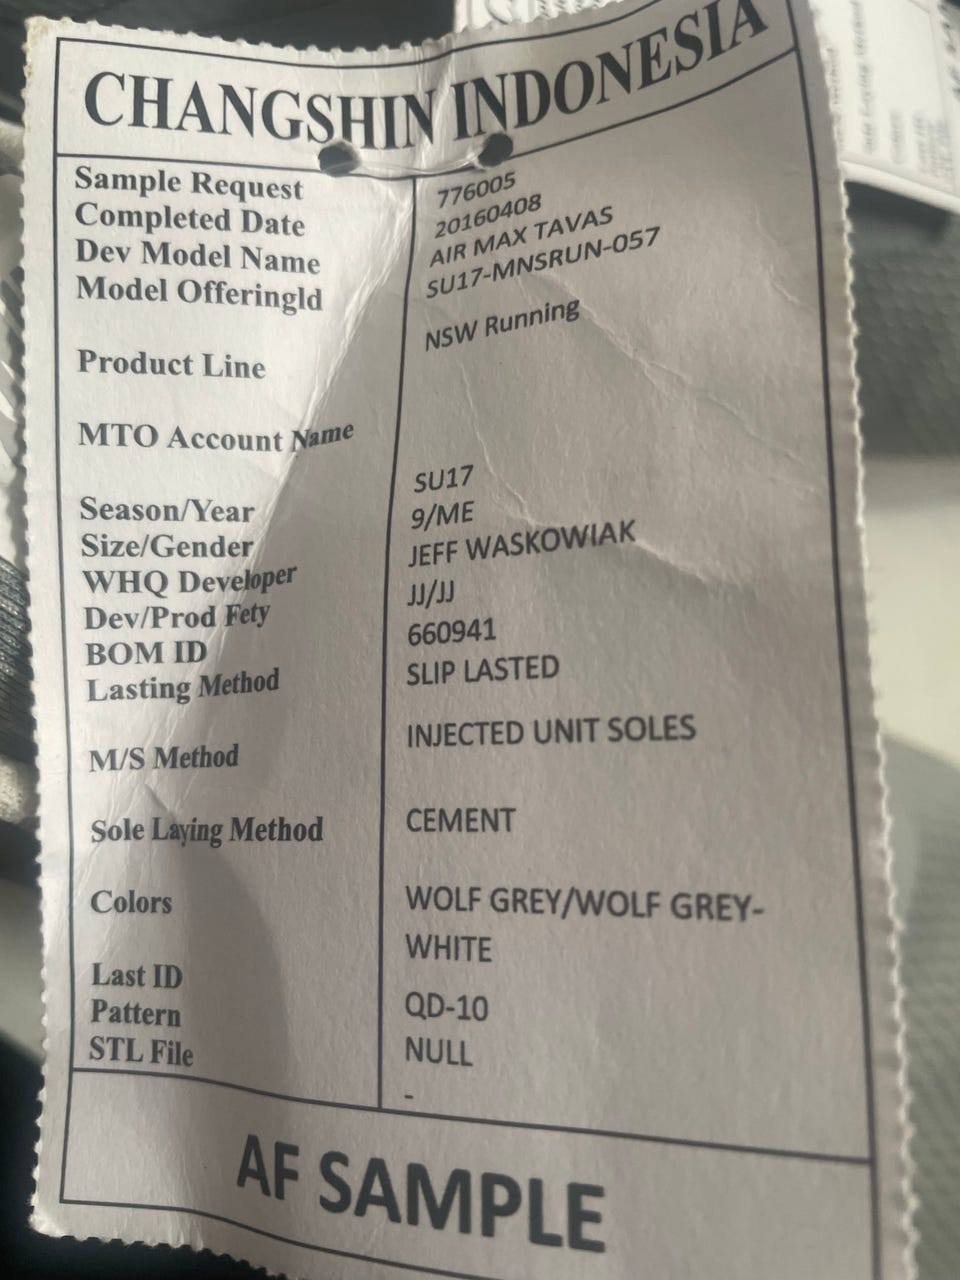 CHANGSHIN INDONESIA
Sample Request 776005
Completed Date 20160408
Dev Model Name AIR MAX TAVAS
Model OfferingId SU17-MNSRUN-057
Product Line NSW Running
MTO Account Name
Season/Year SU17
Size/Gender 9/ME
WHQ Developer JEFF WASKOWIAK
Dev/Prod Fcty JJ/JJ
BOM ID 660941
Lasting Method SLIP LASTED
M/S Method INJECTED UNIT SOLES
Sole Laying Method CEMENT
Colors WOLF GREY/WOLF GREY-
WHITE
Last ID QD-10
Pattern NULL
STL File -
AF SAMPLE